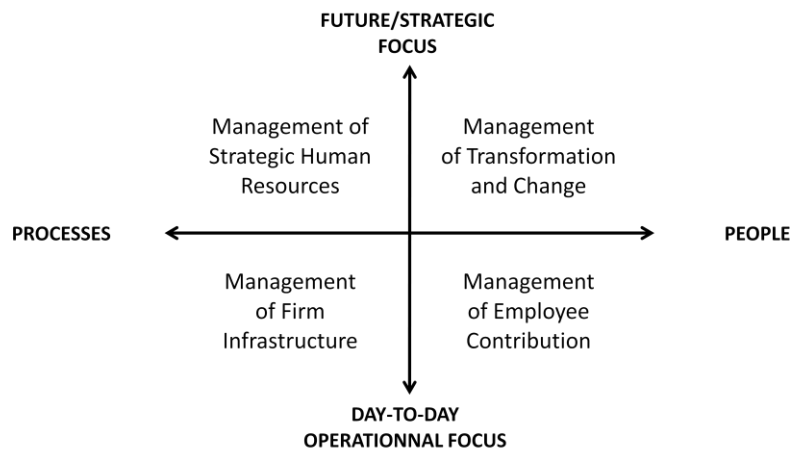 FUTURE/STRATEGIC
FOCUS
Management of
Strategic Human
Resources
Management
of Transformation
and Change
PROCESSES
PEOPLE
Management
of Firm
Infrastructure
Management
of Employee
Contribution
DAY-TO-DAY
OPERATIONNAL FOCUS